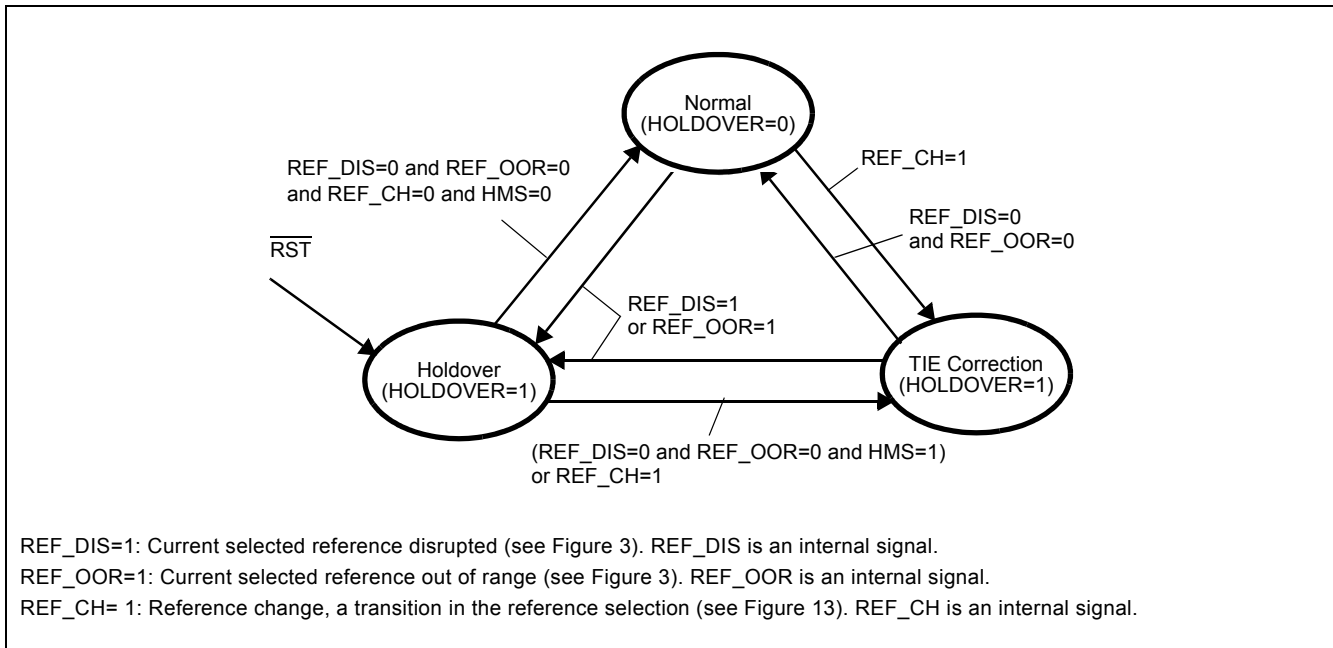 Normal
(HOLDOVER=0)
REF_DIS=0 and REF_OOR=0
and REF_CH=0 and HMS=0
REF_CH=1
REF_DIS=0
and REF_OOR=0
RST
REF_DIS=1
or REF_OOR=1
Holdover
(HOLDOVER=1)
TIE Correction
(HOLDOVER=1)
(REF_DIS=0 and REF_OOR=0 and HMS=1)
or REF_CH=1
REF_DIS=1: Current selected reference disrupted (see Figure 3). REF_DIS is an internal signal.
REF_OOR=1: Current selected reference out of range (see Figure 3). REF_OOR is an internal signal.
REF_CH= 1: Reference change, a transition in the reference selection (see Figure 13). REF_CH is an internal signal.